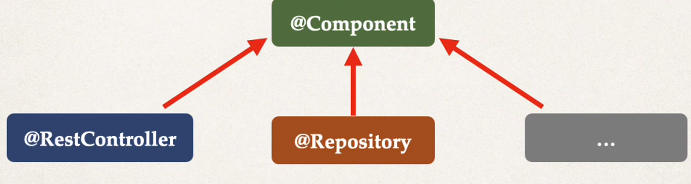 @Component
@RestController
@Repository
...